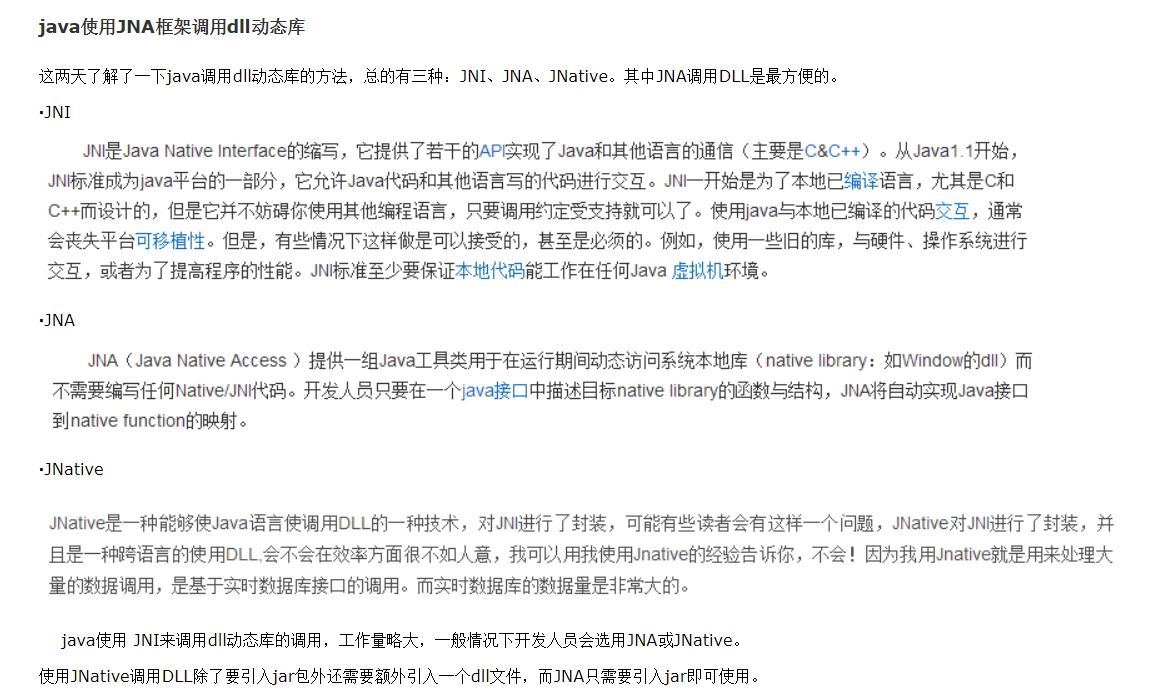 java使用JNA框架调用dll动态库
这两天了解了一下java调用dll动态库的方法，总的有三种：JNI、JNA、JNative。其中JNA调用DLL是最方便的。
·JNI
JNI是Java Native Interface的缩写，它提供了若干的API实现了Java和其他语言的通信（主要是C&C++）。从Java1.1开始，
JNI标准成为java平台的一部分，它允许Java代码和其他语言写的代码进行交互。JNI一开始是为了本地已编译语言，尤其是C和
C++而设计的，但是它并不妨碍你使用其他编程语言，只要调用约定受支持就可以了。使用java与本地已编译的代码交互，通常
会丧失平台可移植性。但是，有些情况下这样做是可以接受的，甚至是必须的。例如，使用一些旧的库，与硬件、操作系统进行
交互，或者为了提高程序的性能。JNI标准至少要保证本地代码能工作在任何Java 虚拟机环境。
·JNA
JNA（Java Native Access ）提供一组Java工具类用于在运行期间动态访问系统本地库（native library：如Window的dll）而
不需要编写任何Native/JNI代码。开发人员只要在一个java接口中描述目标native library的函数与结构，JNA将自动实现Java接口
到native function的映射。
·JNative
JNative是一种能够使Java语言使调用DLL的一种技术，对JNI进行了封装，可能有些读者会有这样一个问题，JNative对JNI进行了封装，并
且是一种跨语言的使用DLL,会不会在效率方面很不如人意，我可以用我使用Jnative的经验告诉你，不会！因为我用Jnative就是用来处理大
量的数据调用，是基于实时数据库接口的调用。而实时数据库的数据量是非常大的。
java使用 JNI来调用dll动态库的调用，工作量略大，一般情况下开发人员会选用JNA或JNative。
使用JNative调用DLL除了要引入jar包外还需要额外引入一个dll文件，而JNA只需要引入jar即可使用。